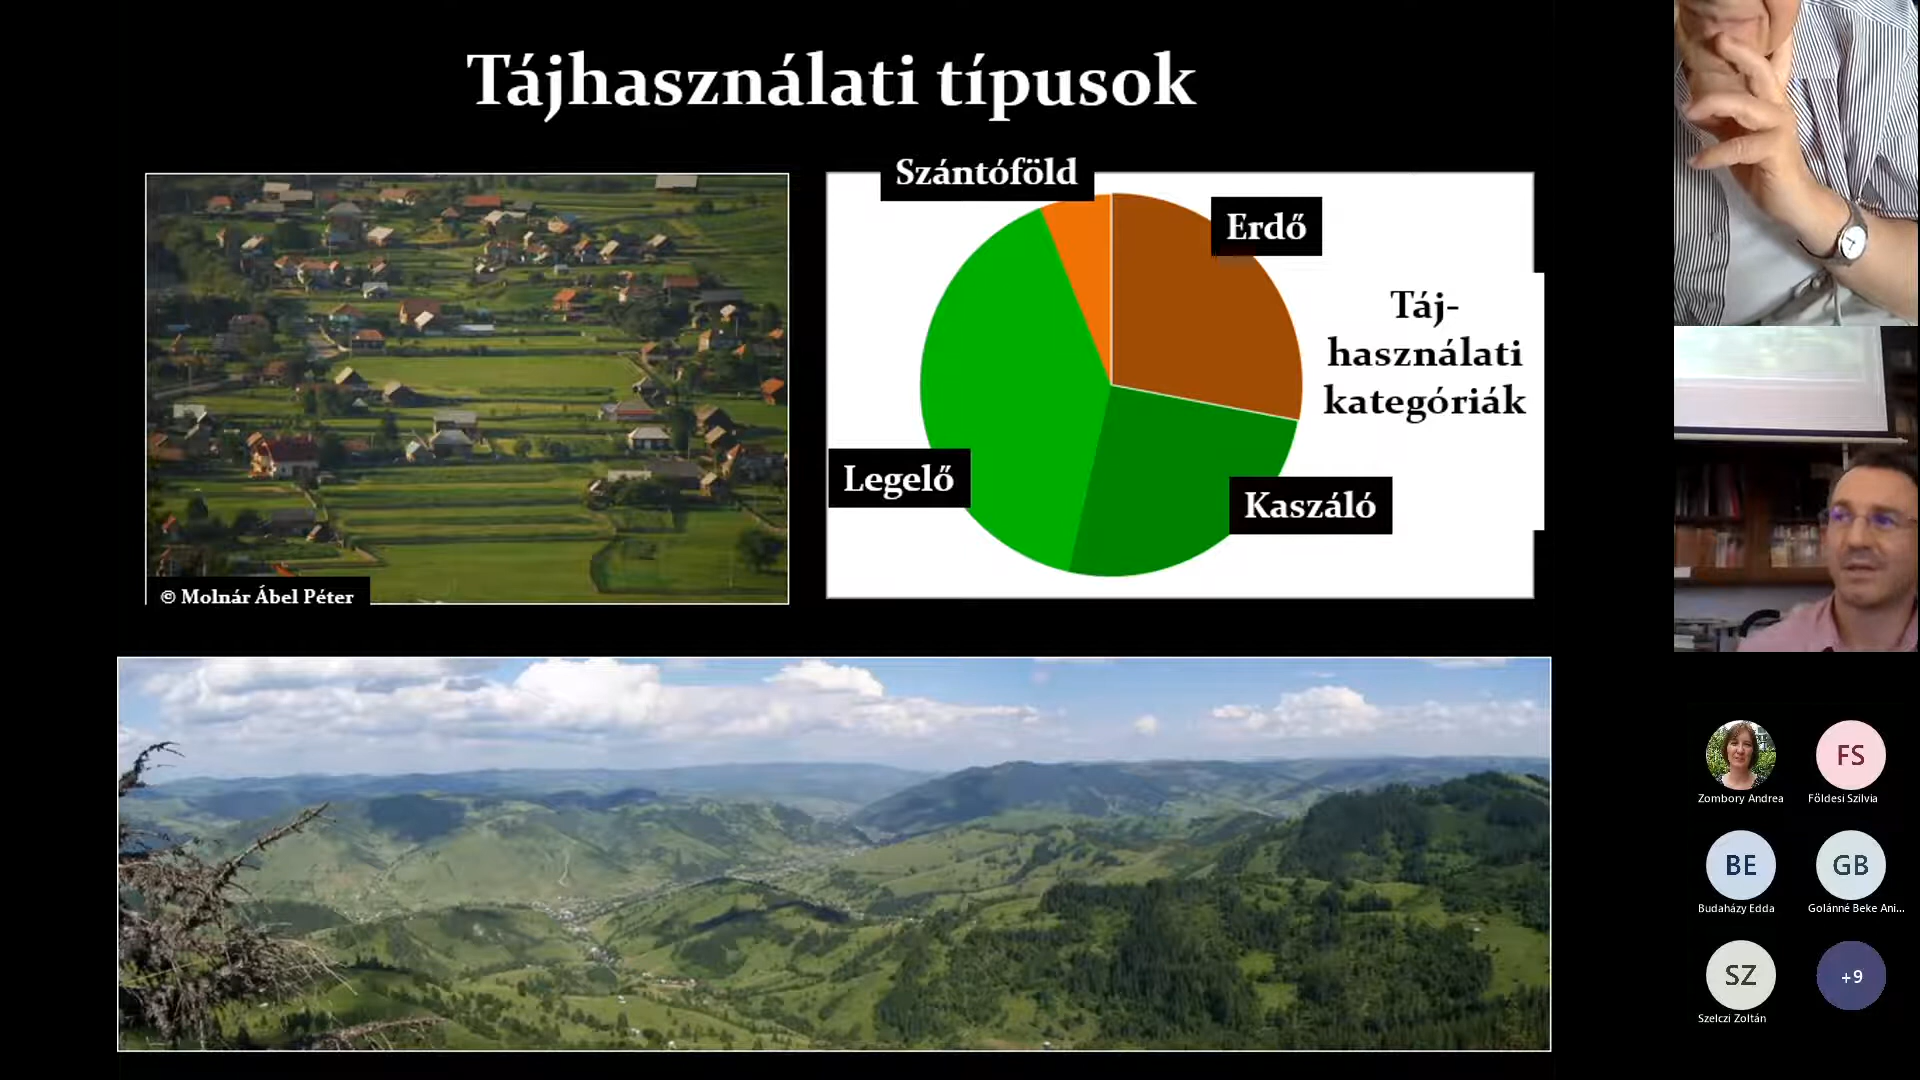 Tájhasználati típusok
Szántóföld
Erdő
Táj-
használati
kategóriák
Legelő
Kaszáló
© Molnár Ábel Péter
Zombory Andrea
FS
Földesi Szilvia
BE
Budaházy Edda
GB
Golánné Beke Ani...
SZ
Szelczi Zoltán
+9